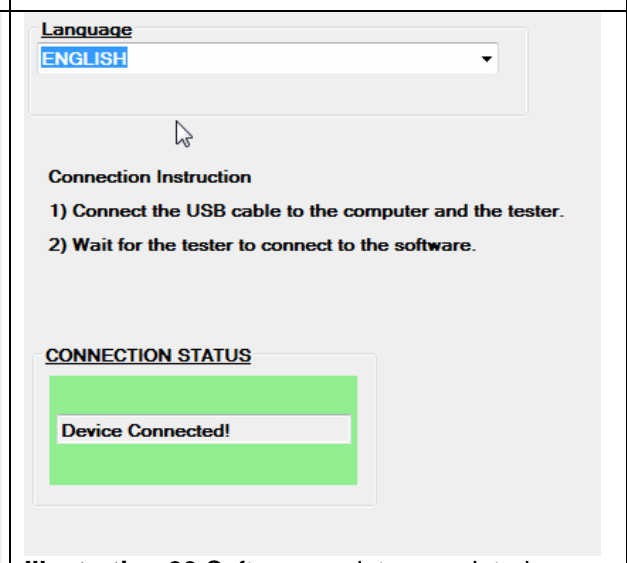 Language
ENGLISH
Connection Instruction
1) Connect the USB cable to the computer and the tester.
2) Wait for the tester to connect to the software.
CONNECTION STATUS
Device Connected!